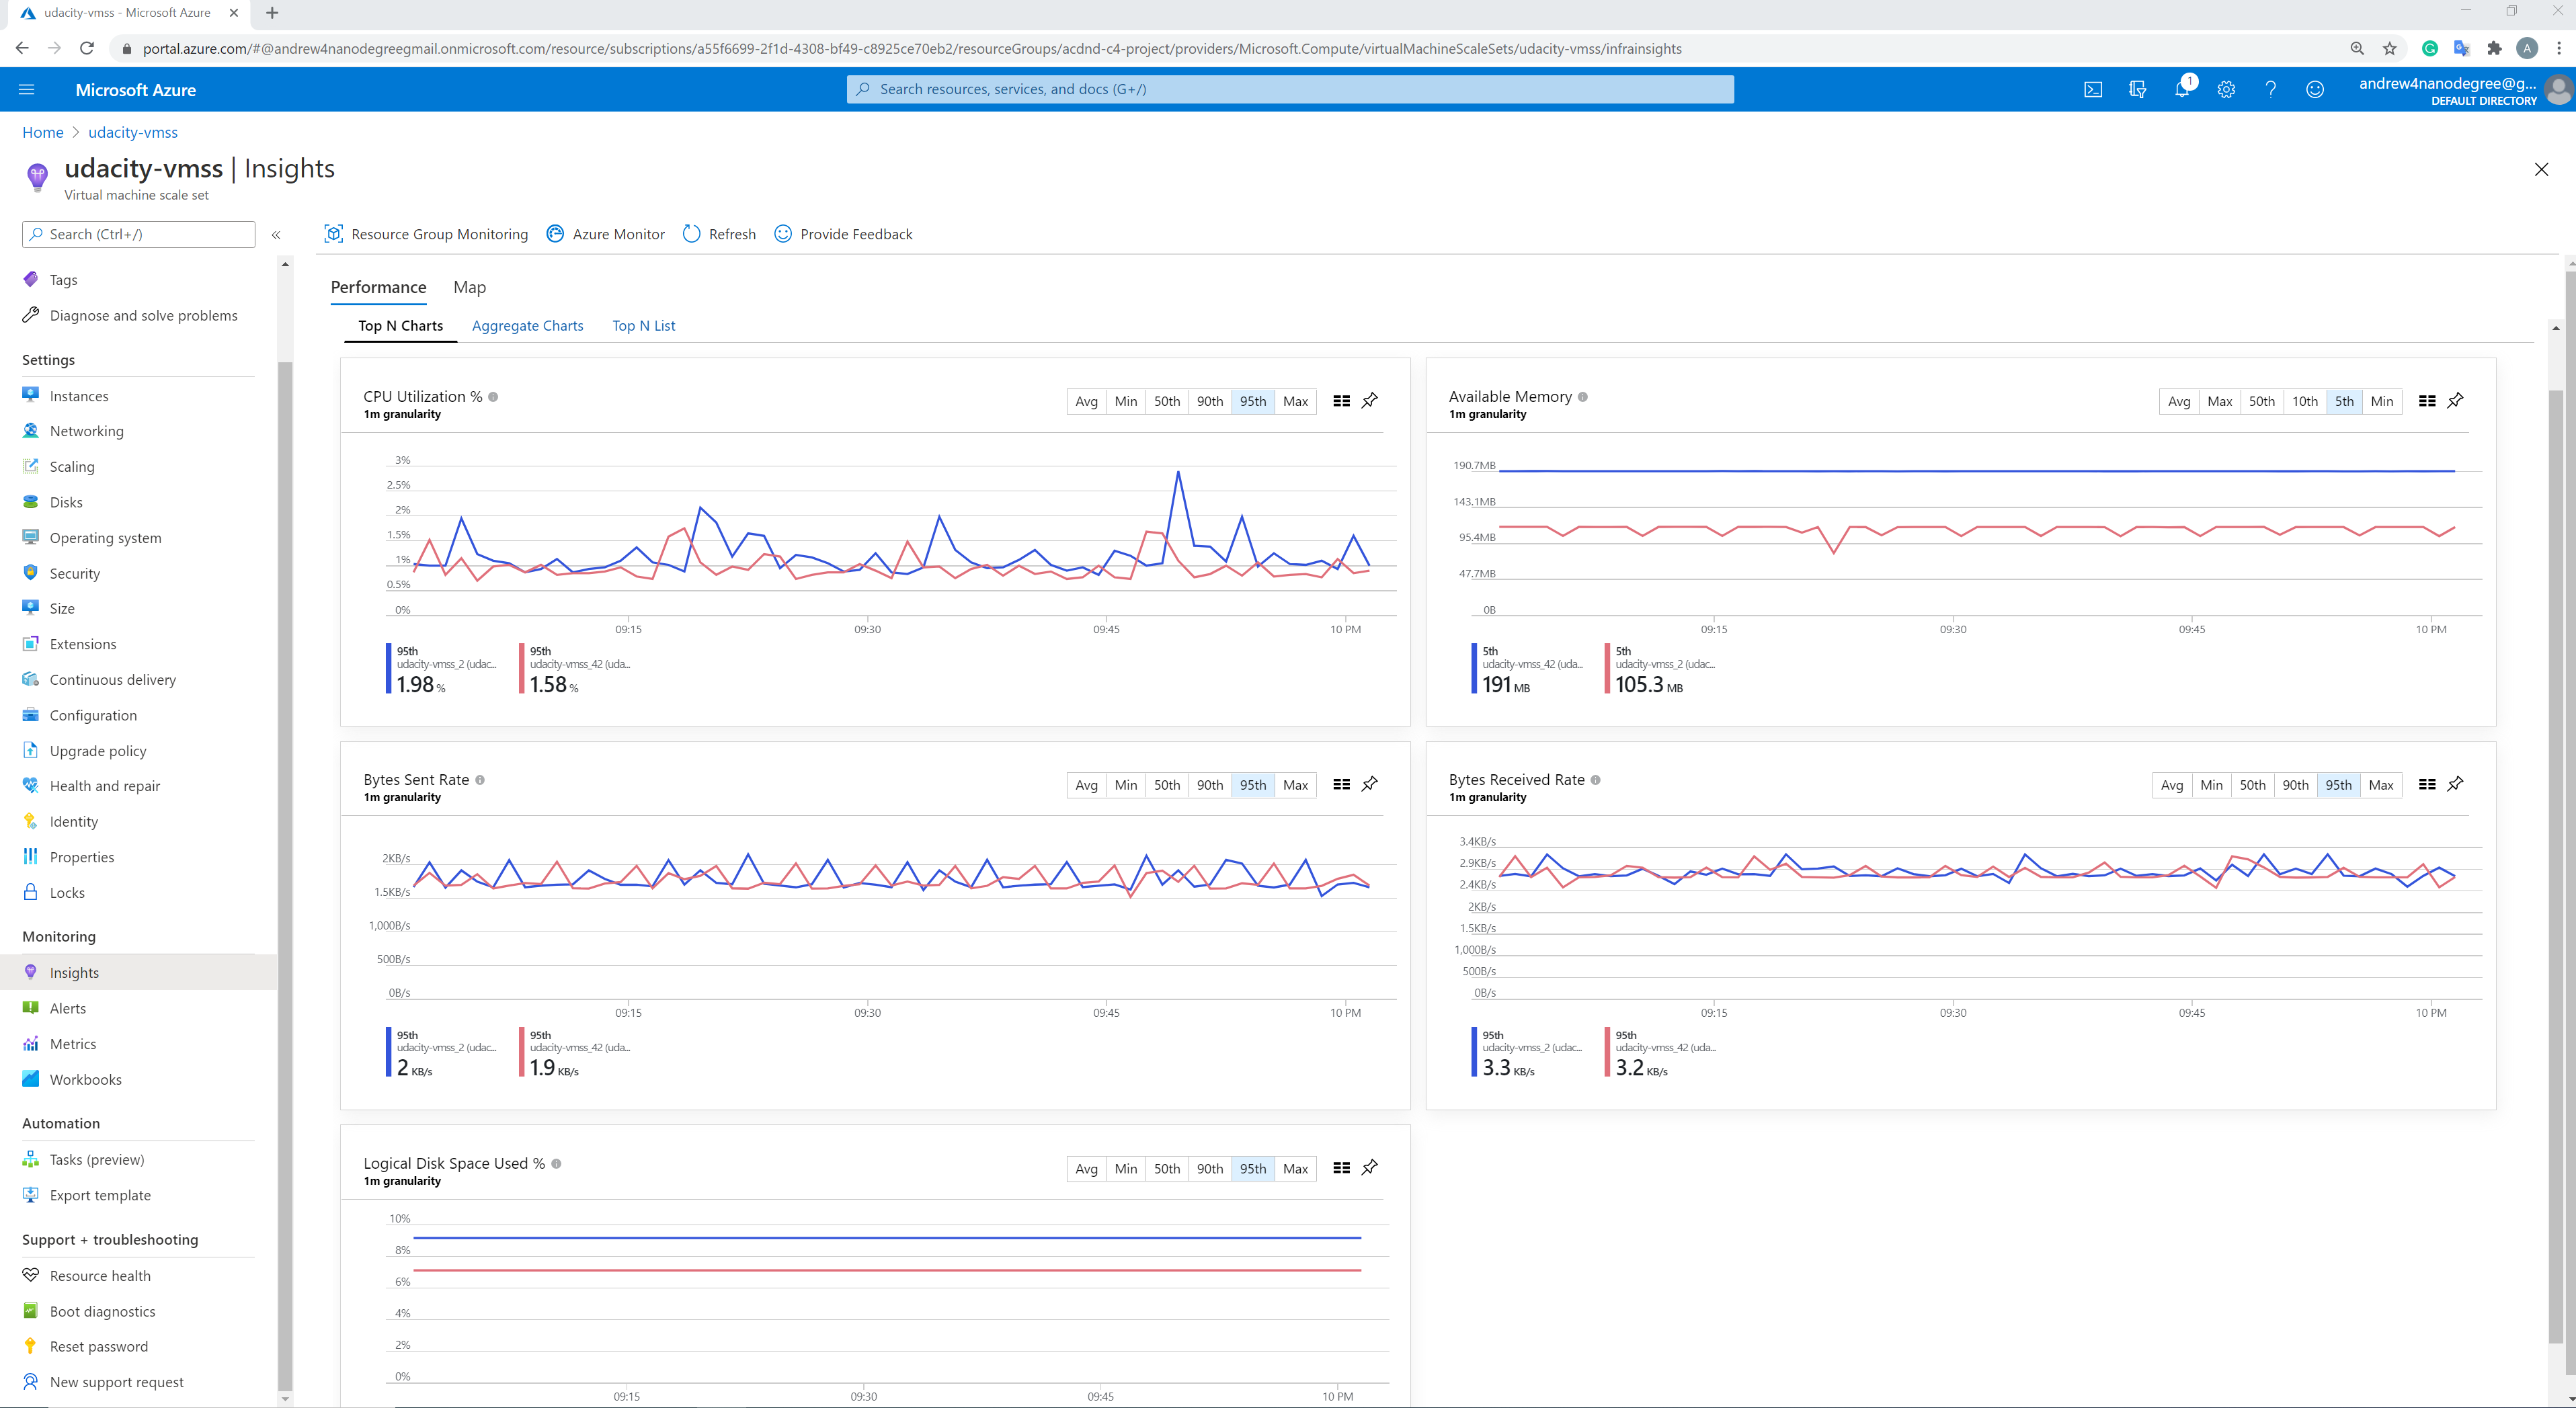 udacity-vmss - Microsoft Azure
portal.azure.com/#@andrew4nanodegreegmail.onmicrosoft.com/resource/subscriptions/a55f6699-2f1d-4308-bf49-c8925ce70eb2/resourceGroups/acdnd-c4-project/providers/Microsoft.Compute/virtualMachineScaleSets/udacity-vmss/infrainsights
A
Microsoft Azure
Search resources, services, and docs (G+/)
1
andrew4nanodegree@g...
DEFAULT DIRECTORY
Home > udacity-vmss
udacity-vmss | Insights
Virtual machine scale set
Search (Ctrl+/)
«
Resource Group Monitoring
Azure Monitor
Refresh
Provide Feedback
Tags
Diagnose and solve problems
Settings
Instances
Networking
Scaling
Disks
Operating system
Security
Size
Extensions
Continuous delivery
Configuration
Upgrade policy
Health and repair
Identity
Properties
Locks
Monitoring
Insights
Alerts
Metrics
Workbooks
Automation
Tasks (preview)
Export template
Support + troubleshooting
Resource health
Boot diagnostics
Reset password
New support request
Performance Map
Top N Charts Aggregate Charts Top N List
CPU Utilization %
1m granularity
Avg Min 50th 90th 95th Max
3%
2.5%
2%
1.5%
1%
0.5%
0%
09:15 09:30 09:45 10 PM
95th
udacity-vmss_2 (udac...
1.98 %
95th
udacity-vmss_42 (uda...
1.58 %
Available Memory
1m granularity
Avg Max 50th 10th 5th Min
190.7MB
143.1MB
95.4MB
47.7MB
0B
09:15 09:30 09:45 10 PM
5th
udacity-vmss_42 (uda...
191 MB
5th
udacity-vmss_2 (udac...
105.3 MB
Bytes Sent Rate
1m granularity
Avg Min 50th 90th 95th Max
2KB/s
1.5KB/s
1,000B/s
500B/s
0B/s
09:15 09:30 09:45 10 PM
95th
udacity-vmss_2 (udac...
2 KB/s
95th
udacity-vmss_42 (uda...
1.9 KB/s
Bytes Received Rate
1m granularity
Avg Min 50th 90th 95th Max
3.4KB/s
2.9KB/s
2.4KB/s
2KB/s
1.5KB/s
1,000B/s
500B/s
0B/s
09:15 09:30 09:45 10 PM
95th
udacity-vmss_2 (udac...
3.3 KB/s
95th
udacity-vmss_42 (uda...
3.2 KB/s
Logical Disk Space Used %
1m granularity
Avg Min 50th 90th 95th Max
10%
8%
6%
4%
2%
0%
09:15 09:30 09:45 10 PM